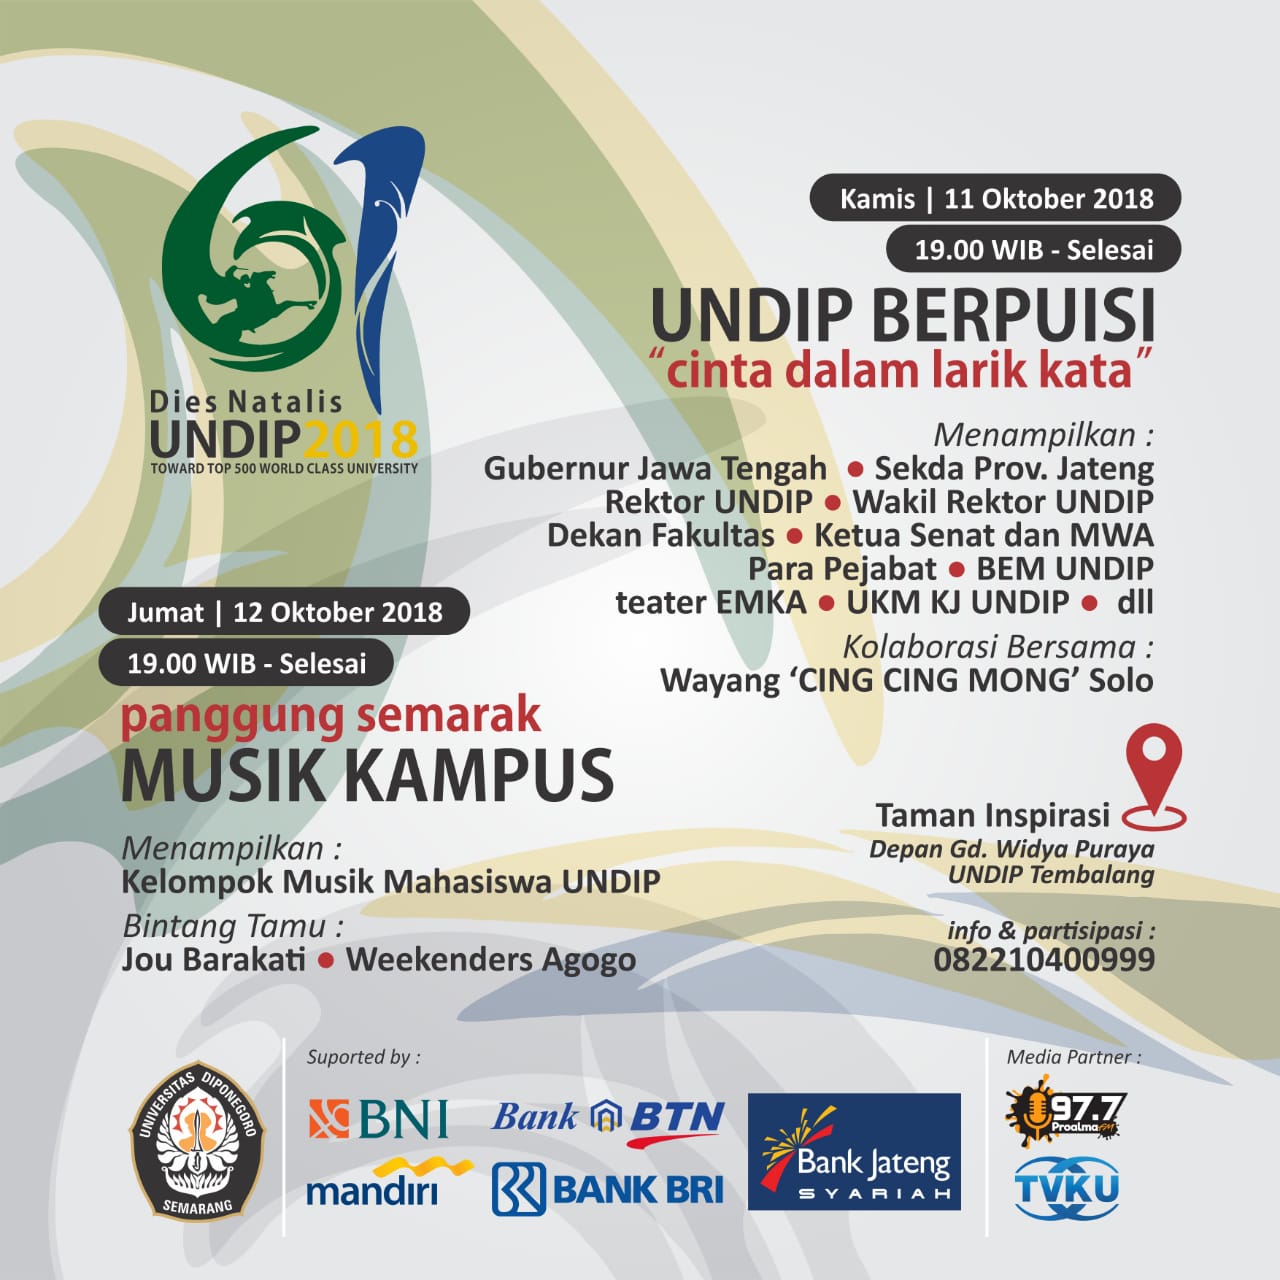 61
Dies Natalis
UNDIP2018
TOWARD TOP 500 WORLD CLASS UNIVERSITY
Kamis | 11 Oktober 2018
19.00 WIB - Selesai
UNDIP BERPUISI
“cinta dalam larik kata”
Menampilkan :
Gubernur Jawa Tengah ● Sekda Prov. Jateng
Rektor UNDIP ● Wakil Rektor UNDIP
Dekan Fakultas ● Ketua Senat dan MWA
Para Pejabat ● BEM UNDIP
teater EMKA ● UKM KJ UNDIP ● dll
Kolaborasi Bersama :
Wayang ‘CING CING MONG’ Solo
Jumat | 12 Oktober 2018
19.00 WIB - Selesai
panggung semarak
MUSIK KAMPUS
Menampilkan :
Kelompok Musik Mahasiswa UNDIP
Bintang Tamu :
Jou Barakati ● Weekenders Agogo
Taman Inspirasi
Depan Gd. Widya Puraya
UNDIP Tembalang
info & partisipasi :
082210400999
UNIVERSITAS DIPONEGORO
SEMARANG
Suported by :
BNI
Bank BTN
mandiri
BANK BRI
Bank Jateng
SYARIAH
Media Partner :
97.7
Proalma FM
TVKU